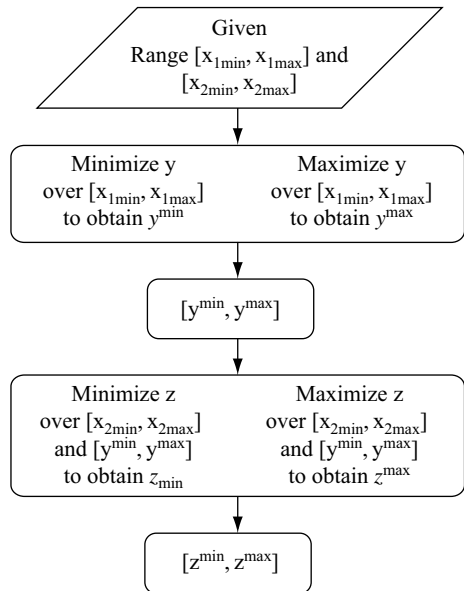 Given
Range [x₁ₘᵢₙ, x₁ₘₐₓ] and
[x₂ₘᵢₙ, x₂ₘₐₓ]
Minimize y
over [x₁ₘᵢₙ, x₁ₘₐₓ]
to obtain yᵐⁱⁿ
Maximize y
over [x₁ₘᵢₙ, x₁ₘₐₓ]
to obtain yᵐᵃˣ
[yᵐⁱⁿ, yᵐᵃˣ]
Minimize z
over [x₂ₘᵢₙ, x₂ₘₐₓ]
and [yᵐⁱⁿ, yᵐᵃˣ]
to obtain zₘᵢₙ
Maximize z
over [x₂ₘᵢₙ, x₂ₘₐₓ]
and [yᵐⁱⁿ, yᵐᵃˣ]
to obtain zᵐᵃˣ
[zᵐⁱⁿ, zᵐᵃˣ]